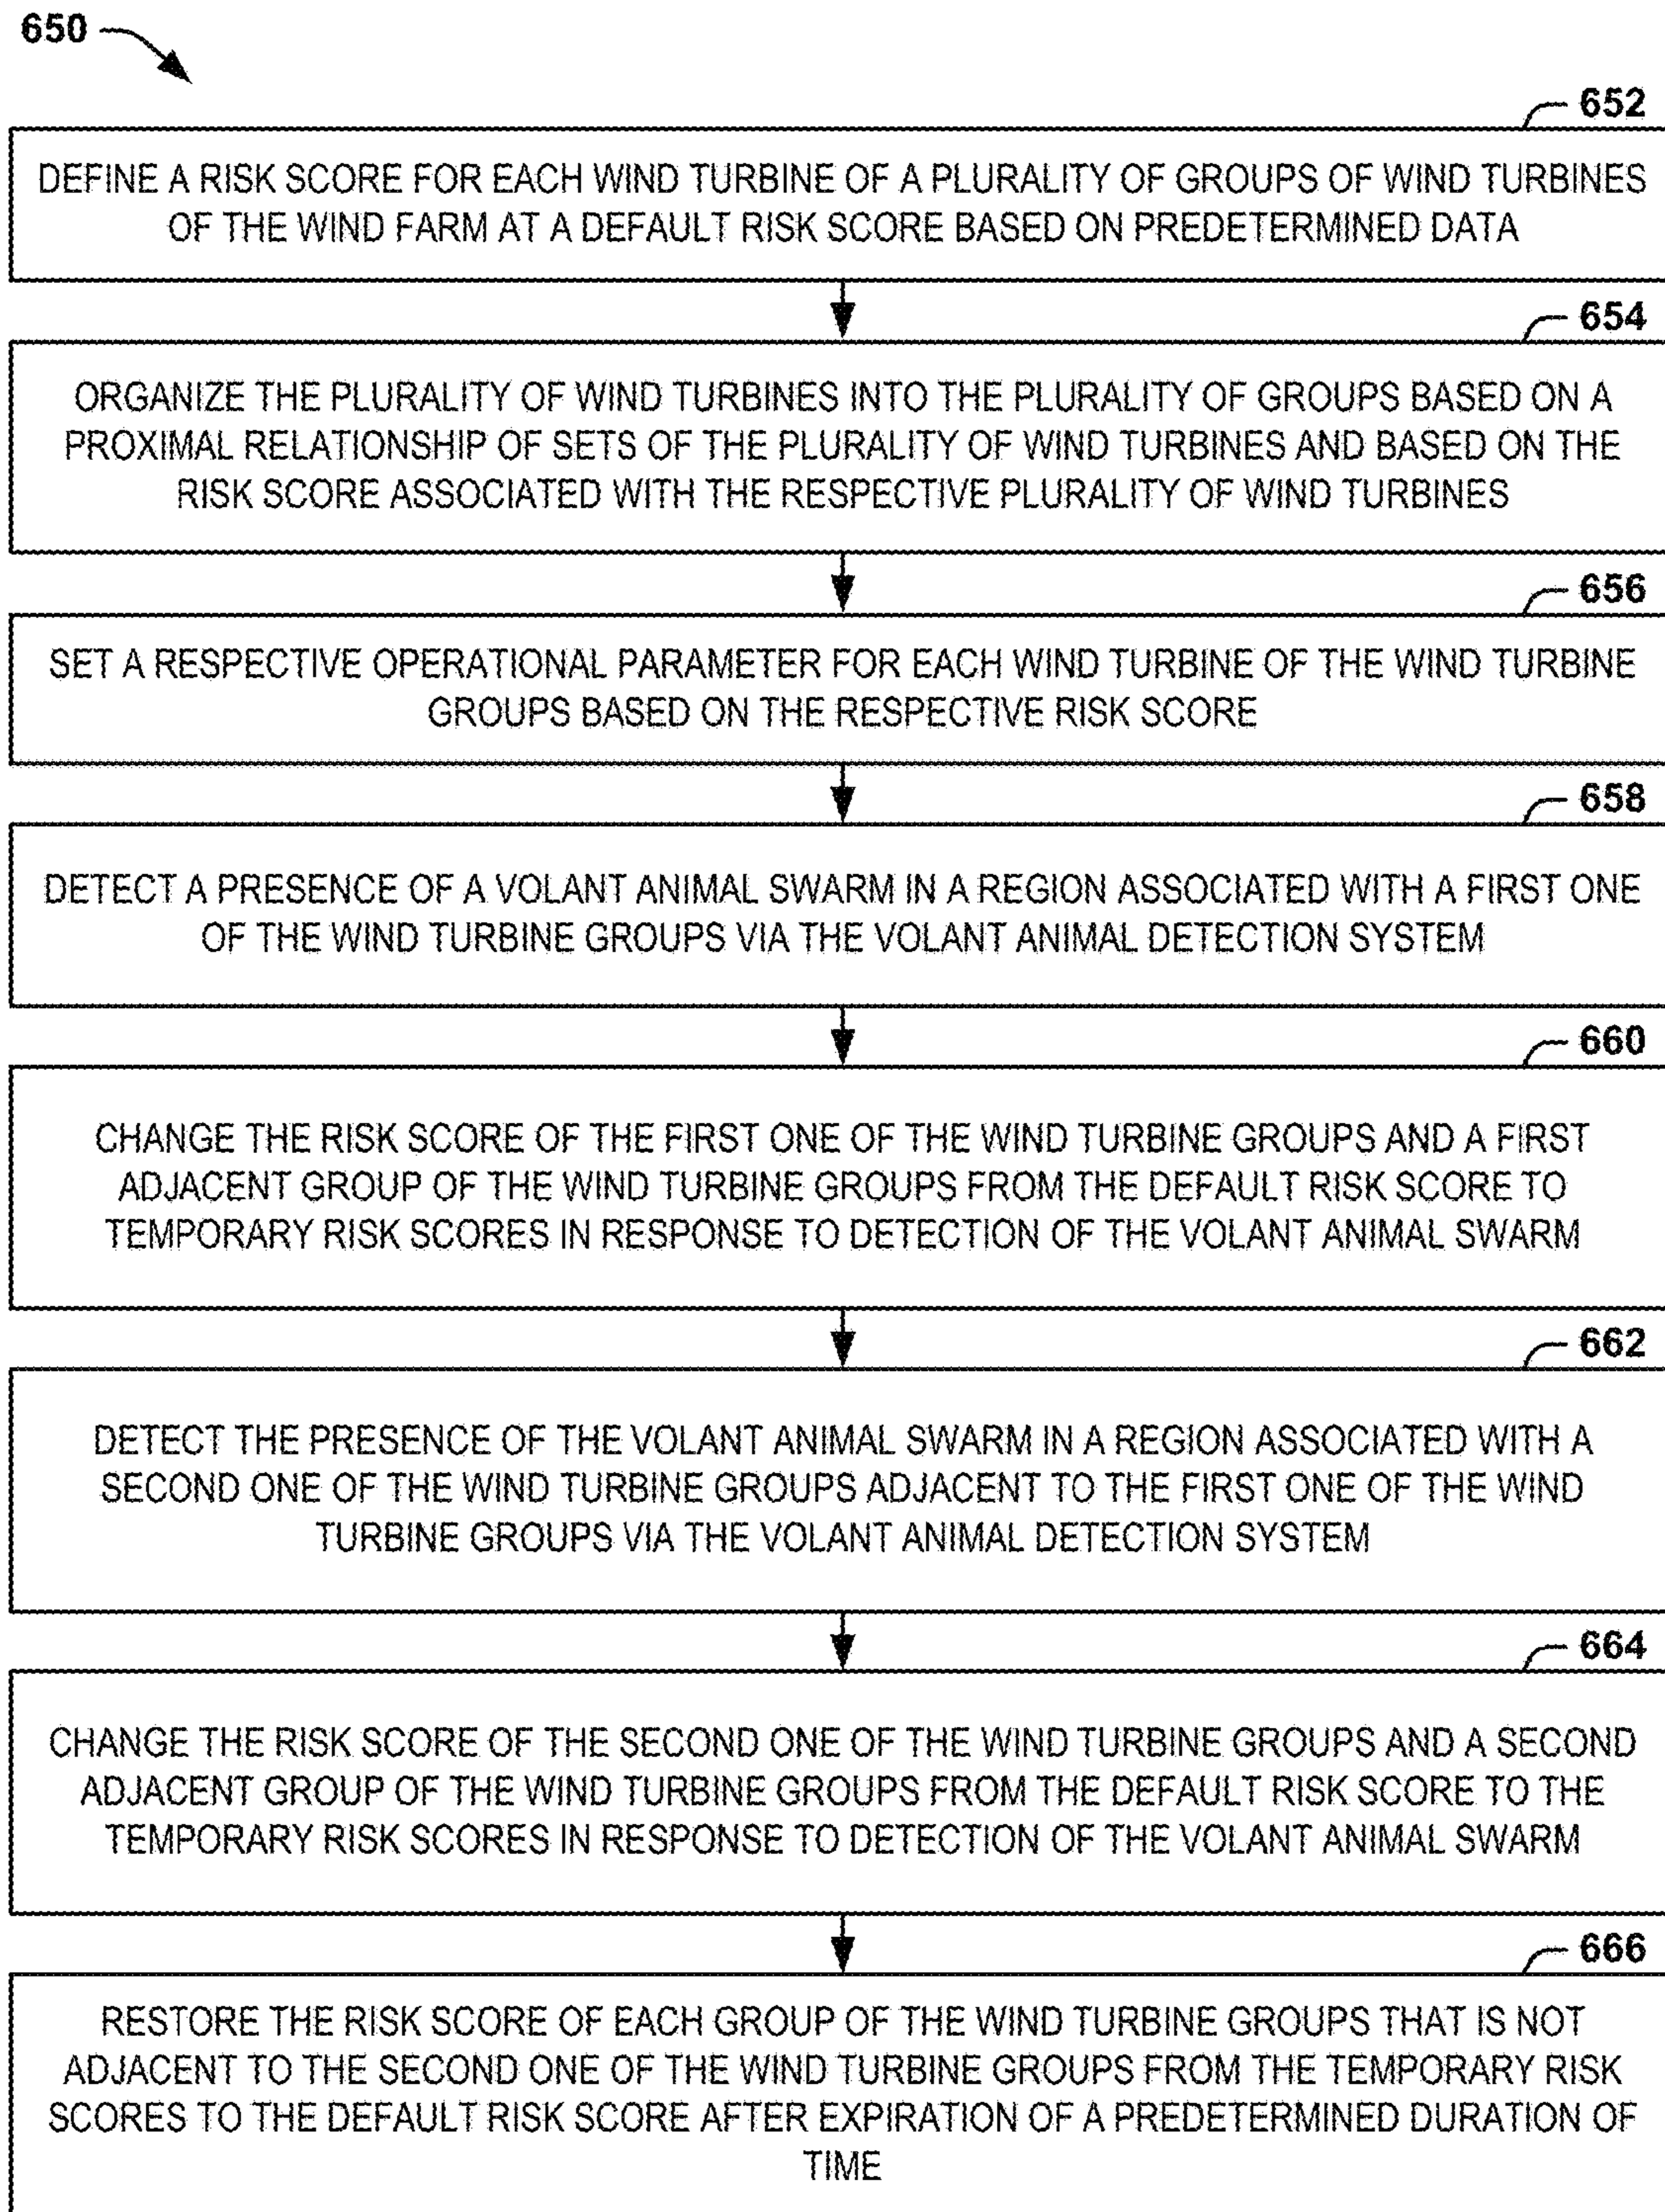 650
652
DEFINE A RISK SCORE FOR EACH WIND TURBINE OF A PLURALITY OF GROUPS OF WIND TURBINES
OF THE WIND FARM AT A DEFAULT RISK SCORE BASED ON PREDETERMINED DATA
654
ORGANIZE THE PLURALITY OF WIND TURBINES INTO THE PLURALITY OF GROUPS BASED ON A
PROXIMAL RELATIONSHIP OF SETS OF THE PLURALITY OF WIND TURBINES AND BASED ON THE
RISK SCORE ASSOCIATED WITH THE RESPECTIVE PLURALITY OF WIND TURBINES
656
SET A RESPECTIVE OPERATIONAL PARAMETER FOR EACH WIND TURBINE OF THE WIND TURBINE
GROUPS BASED ON THE RESPECTIVE RISK SCORE
658
DETECT A PRESENCE OF A VOLANT ANIMAL SWARM IN A REGION ASSOCIATED WITH A FIRST ONE
OF THE WIND TURBINE GROUPS VIA THE VOLANT ANIMAL DETECTION SYSTEM
660
CHANGE THE RISK SCORE OF THE FIRST ONE OF THE WIND TURBINE GROUPS AND A FIRST
ADJACENT GROUP OF THE WIND TURBINE GROUPS FROM THE DEFAULT RISK SCORE TO
TEMPORARY RISK SCORES IN RESPONSE TO DETECTION OF THE VOLANT ANIMAL SWARM
662
DETECT THE PRESENCE OF THE VOLANT ANIMAL SWARM IN A REGION ASSOCIATED WITH A
SECOND ONE OF THE WIND TURBINE GROUPS ADJACENT TO THE FIRST ONE OF THE WIND
TURBINE GROUPS VIA THE VOLANT ANIMAL DETECTION SYSTEM
664
CHANGE THE RISK SCORE OF THE SECOND ONE OF THE WIND TURBINE GROUPS AND A SECOND
ADJACENT GROUP OF THE WIND TURBINE GROUPS FROM THE DEFAULT RISK SCORE TO THE
TEMPORARY RISK SCORES IN RESPONSE TO DETECTION OF THE VOLANT ANIMAL SWARM
666
RESTORE THE RISK SCORE OF EACH GROUP OF THE WIND TURBINE GROUPS THAT IS NOT
ADJACENT TO THE SECOND ONE OF THE WIND TURBINE GROUPS FROM THE TEMPORARY RISK
SCORES TO THE DEFAULT RISK SCORE AFTER EXPIRATION OF A PREDETERMINED DURATION OF
TIME